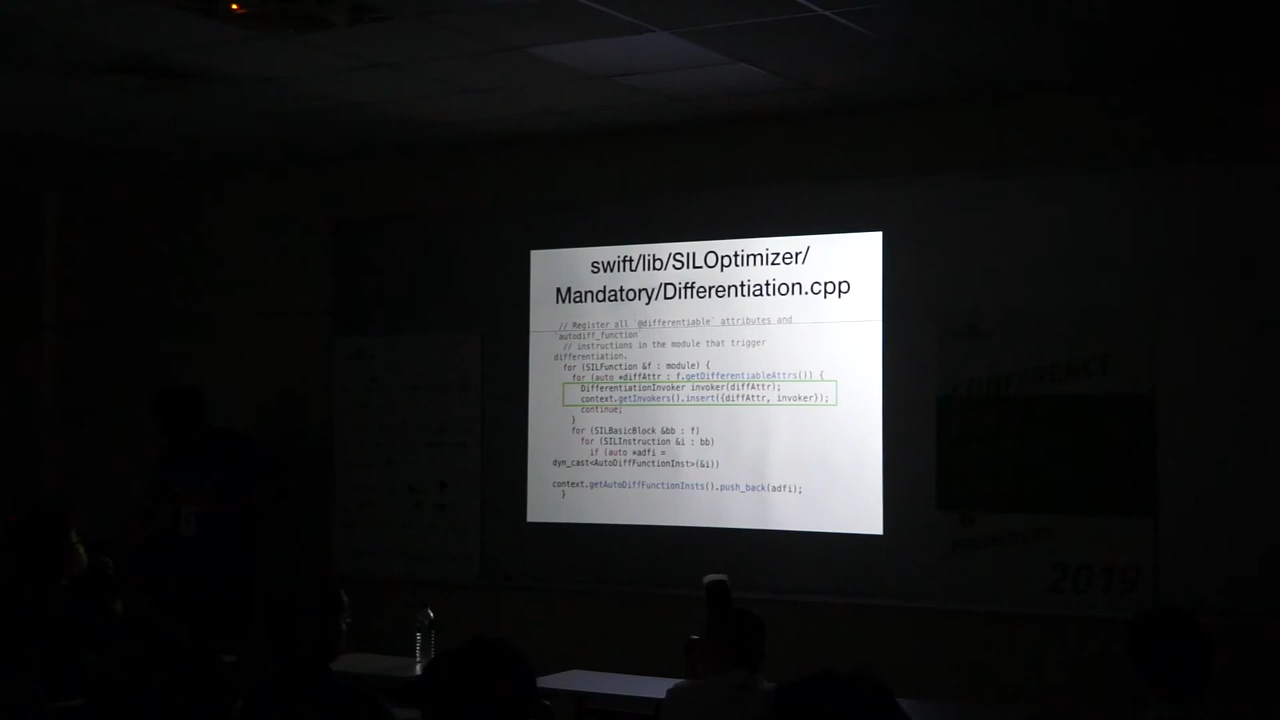 swift/lib/SILOptimizer/
Mandatory/Differentiation.cpp
// Register all `@differentiable` attributes and
`autodiff_function`
// instructions in the module that trigger
differentiation.
for (SILFunction &f : module) {
for (auto *diffAttr : f.getDifferentiableAttrs()) {
DifferentiationInvoker invoker(diffAttr);
context.getInvokers().insert({diffAttr, invoker});
continue;
}
for (SILBasicBlock &bb : f)
for (SILInstruction &i : bb)
if (auto *adfi =
dyn_cast<AutoDiffFunctionInst>(&i))
context.getAutoDiffFunctionInsts().push_back(adfi);
}
CONFERENCE
2019